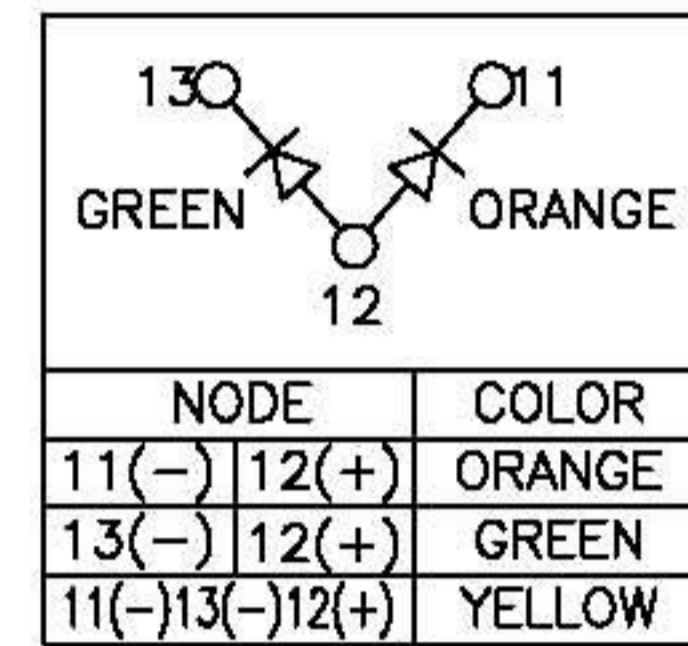 13 11
GREEN ORANGE
12
NODE COLOR
11(-) 12(+) ORANGE
13(-) 12(+) GREEN
11(-)13(-)12(+) YELLOW